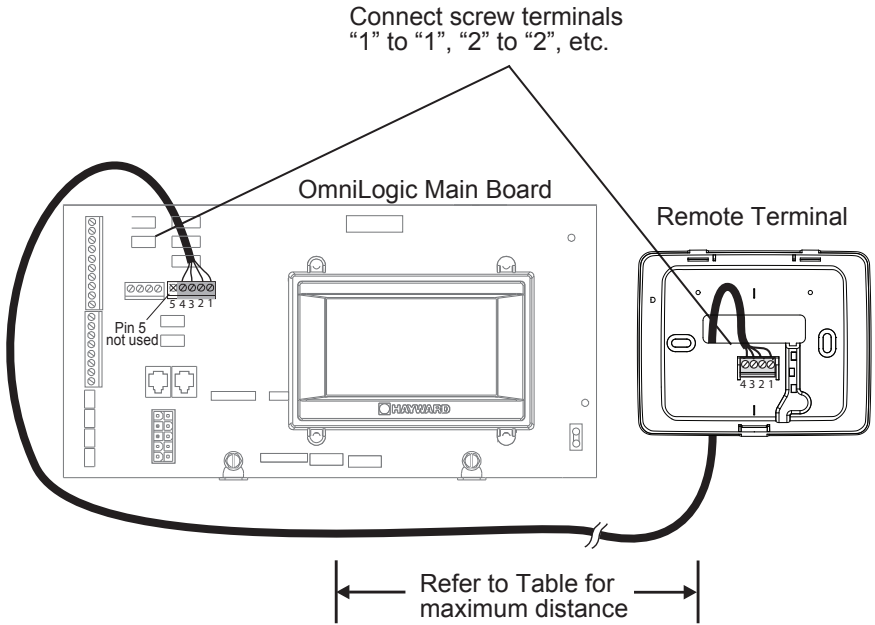 Connect screw terminals
“1” to “1”, “2” to “2”, etc.
OmniLogic Main Board
Remote Terminal
5 4 3 2 1
Pin 5
not used
4 3 2 1
HAYWARD
Refer to Table for
maximum distance